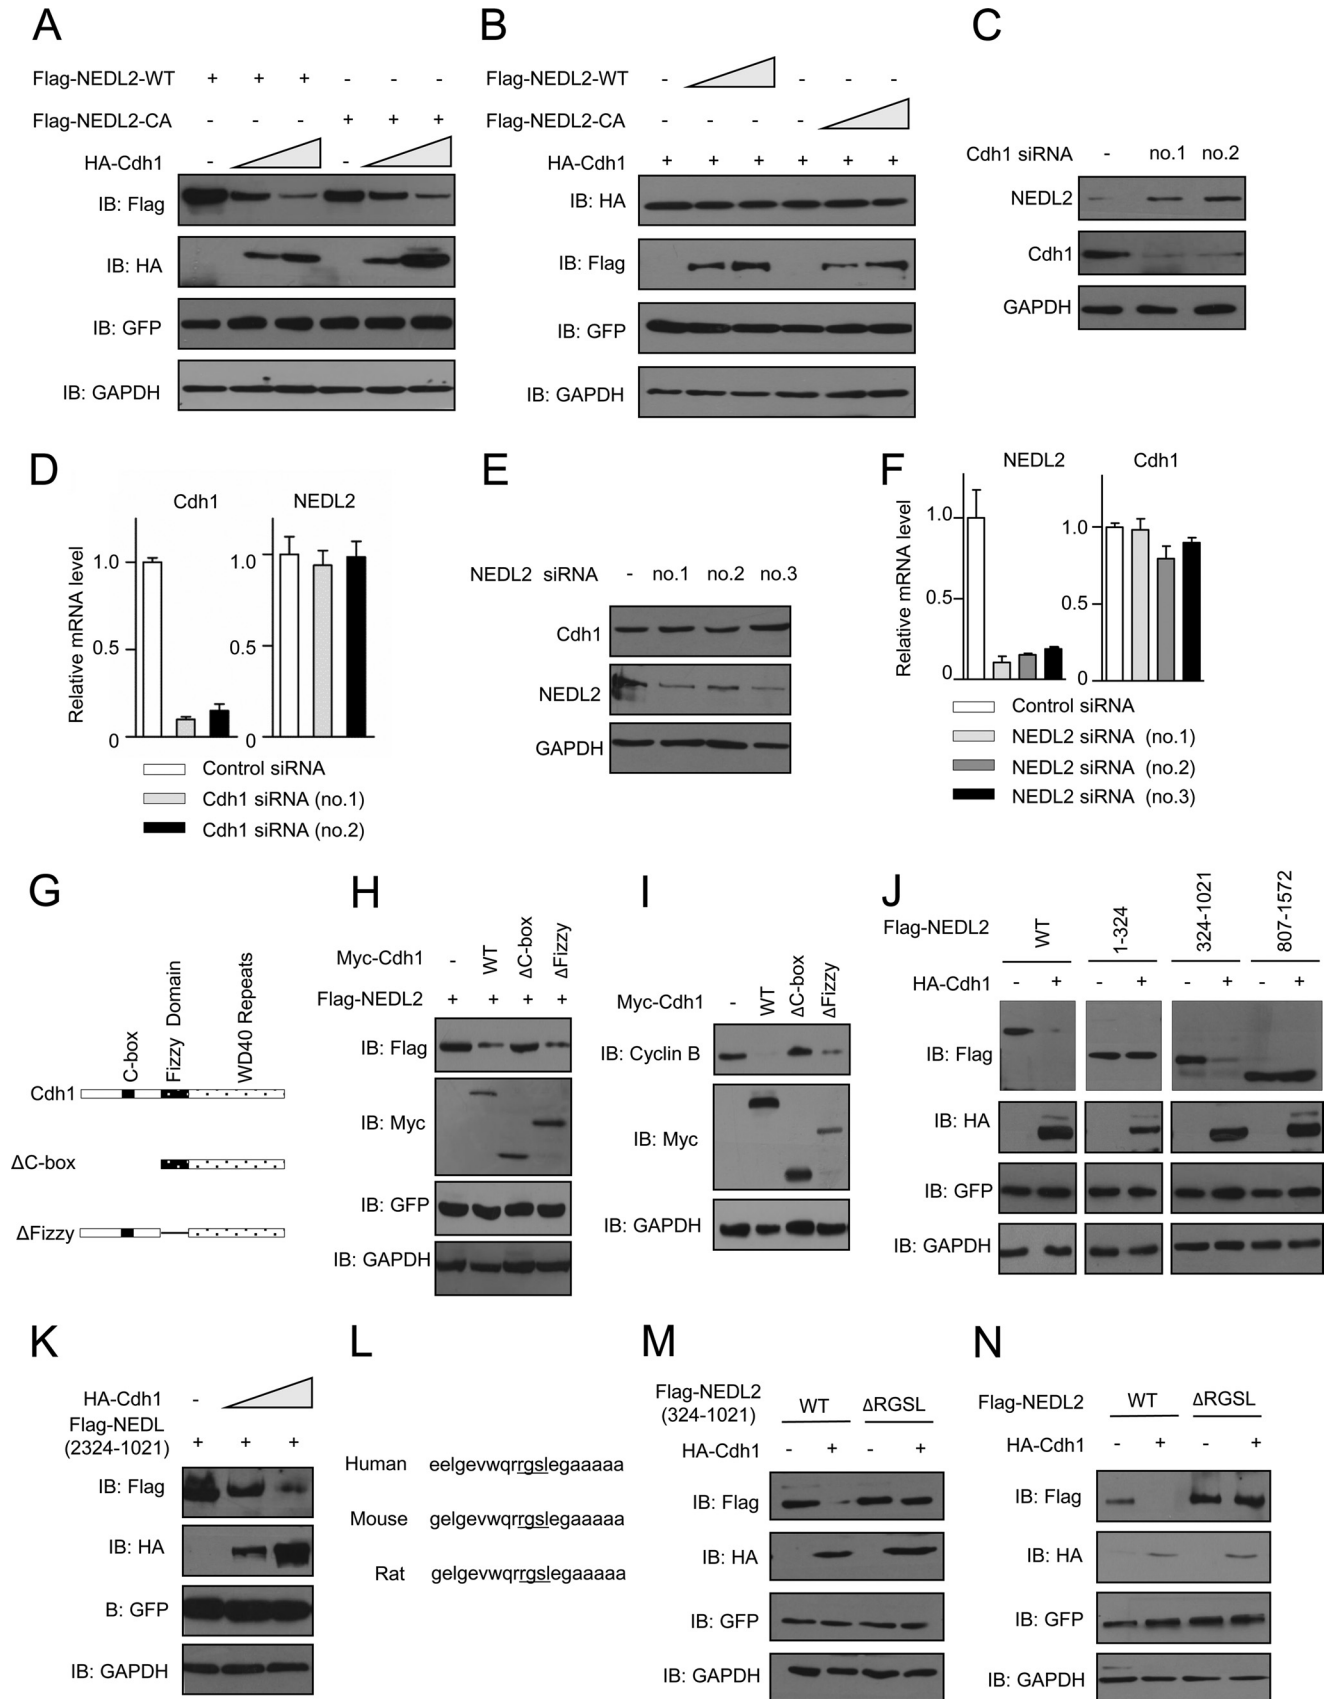 A
Flag-NEDL2-WT + + + - - -
Flag-NEDL2-CA - - - + + +
HA-Cdh1 - -
IB: Flag
IB: HA
IB: GFP
IB: GAPDH
B
Flag-NEDL2-WT - - - -
Flag-NEDL2-CA - - - -
HA-Cdh1 + + + + + +
IB: HA
IB: Flag
IB: GFP
IB: GAPDH
C
Cdh1 siRNA - no.1 no.2
NEDL2
Cdh1
GAPDH
D
Cdh1 NEDL2
Relative mRNA level
1.0
0.5
0
1.0
0.5
0
Control siRNA
Cdh1 siRNA (no.1)
Cdh1 siRNA (no.2)
E
NEDL2 siRNA - no.1 no.2 no.3
Cdh1
NEDL2
GAPDH
F
NEDL2 Cdh1
Relative mRNA level
1.0
0.5
0
1.0
0.5
0
Control siRNA
NEDL2 siRNA (no.1)
NEDL2 siRNA (no.2)
NEDL2 siRNA (no.3)
G
C-box
Fizzy Domain
WD40 Repeats
Cdh1
ΔC-box
ΔFizzy
H
Myc-Cdh1 - WT ΔC-box ΔFizzy
Flag-NEDL2 + + + +
IB: Flag
IB: Myc
IB: GFP
IB: GAPDH
I
Myc-Cdh1 - WT ΔC-box ΔFizzy
IB: Cyclin B
IB: Myc
IB: GAPDH
J
Flag-NEDL2 WT 1-324 324-1021 807-1572
HA-Cdh1 - + - + - + - +
IB: Flag
IB: HA
IB: GFP
IB: GAPDH
K
HA-Cdh1 -
Flag-NEDL
(2324-1021) + + +
IB: Flag
IB: HA
B: GFP
IB: GAPDH
L
Human eelgevwqrrgslegaaaaa
Mouse gelgevwqrrgslegaaaaa
Rat gelgevwqrrgslegaaaaa
M
Flag-NEDL2
(324-1021) WT ΔRGSL
HA-Cdh1 - + - +
IB: Flag
IB: HA
IB: GFP
IB: GAPDH
N
Flag-NEDL2 WT ΔRGSL
HA-Cdh1 - + - +
IB: Flag
IB: HA
IB: GFP
IB: GAPDH